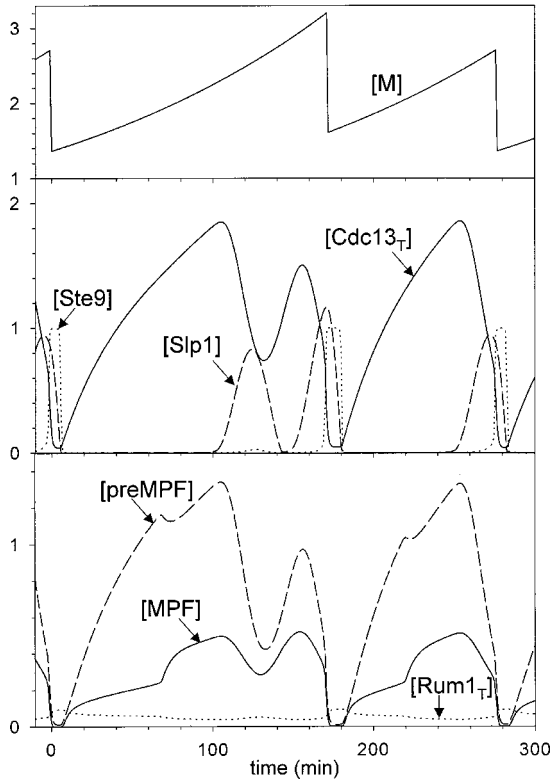 3
2
1
[M]
2
1
0
[Ste9]
[Slp1]
[Cdc13T]
1
0
[preMPF]
[MPF]
[Rum1T]
0 100 200 300
time (min)